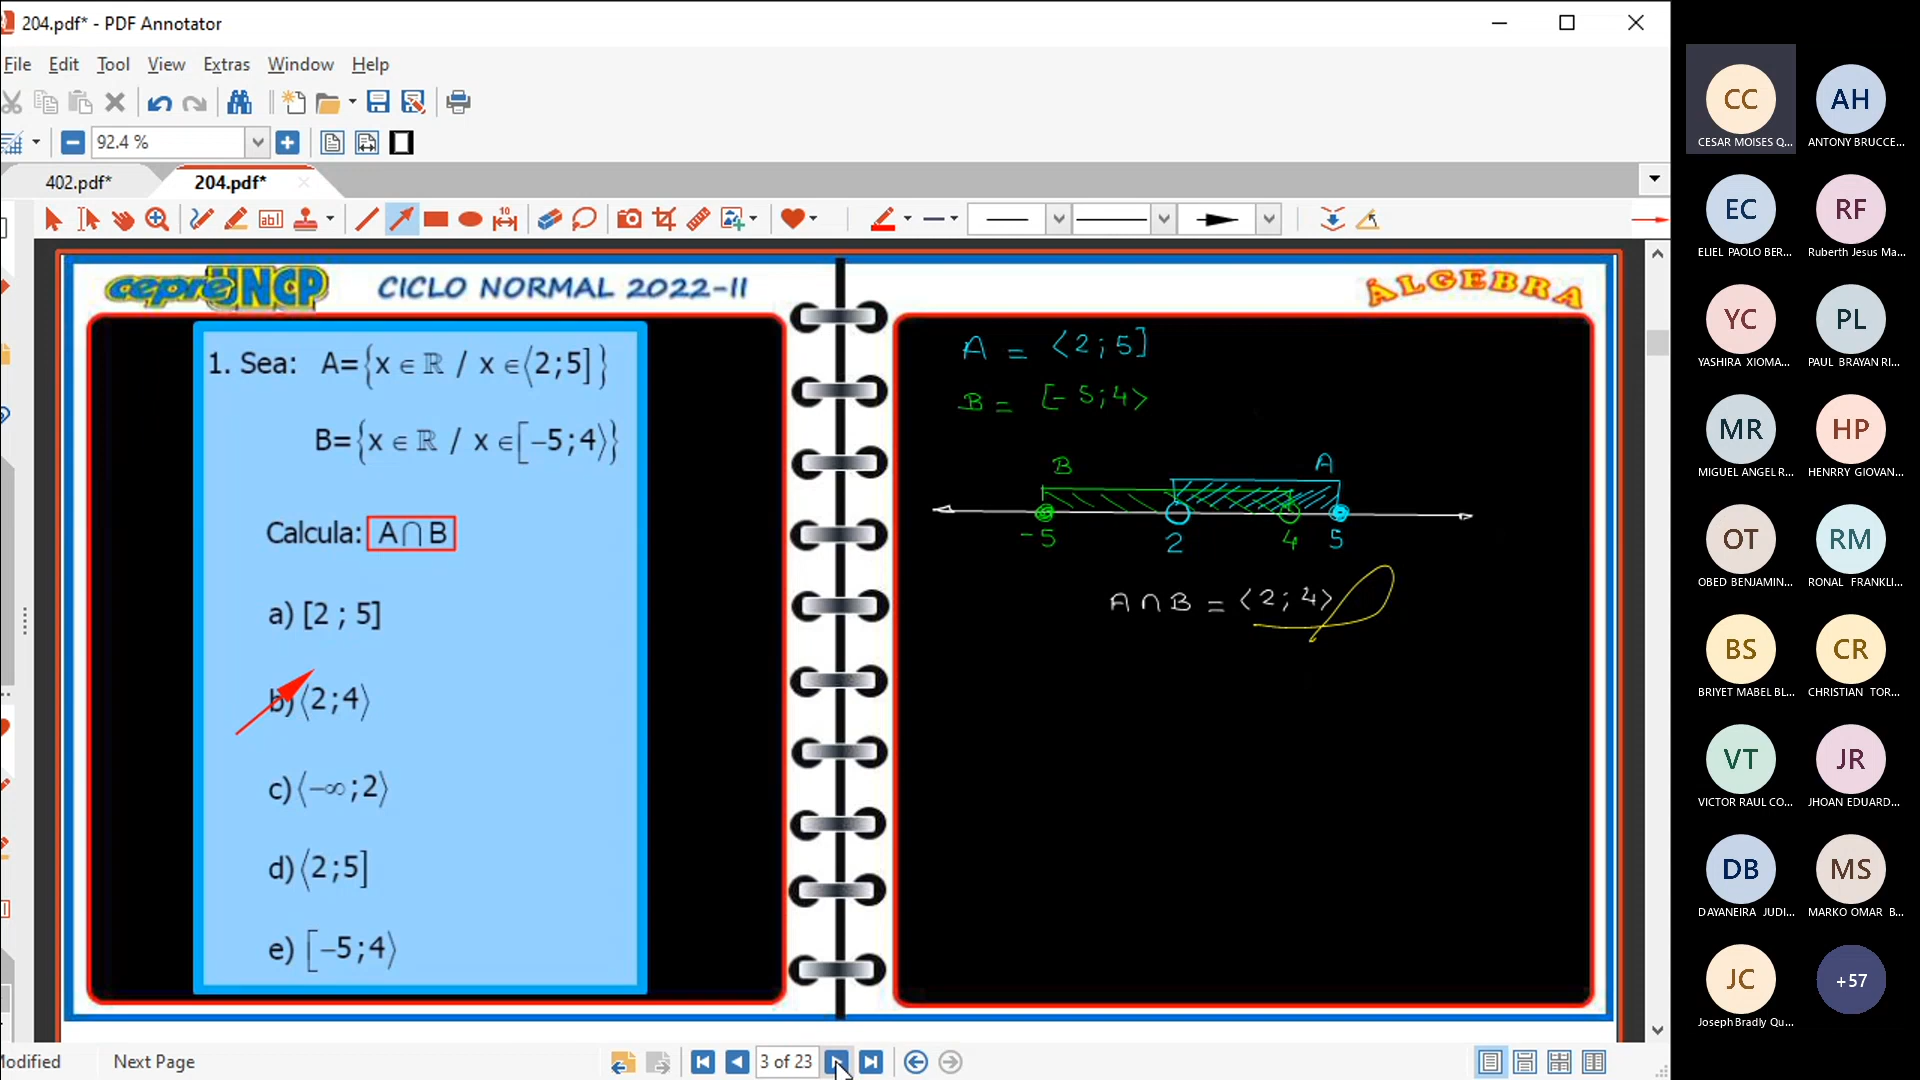 204.pdf* - PDF Annotator
File Edit Tool View Extras Window Help
92.4 %
402.pdf* 204.pdf*
cepreUNCP CICLO NORMAL 2022-II ÁLGEBRA
1. Sea: A={x ∈ ℝ / x ∈⟨2;5]}
B={x ∈ ℝ / x ∈[−5;4⟩}
Calcula: A∩B
a) [2 ; 5]
b) ⟨2;4⟩
c) ⟨−∞;2⟩
d) ⟨2;5]
e) [−5;4⟩
A = ⟨2;5]
B = [-5;4⟩
B A
-5 2 4 5
A∩B = ⟨2;4⟩
Modified Next Page 3 of 23
CC AH
CESAR MOISES Q... ANTONY BRUCCE...
EC RF
ELIEL PAOLO BER... Ruberth Jesus Ma...
YC PL
YASHIRA XIOMA... PAUL BRAYAN RI...
MR HP
MIGUEL ANGEL R... HENRRY GIOVAN...
OT RM
OBED BENJAMIN... RONAL FRANKLI...
BS CR
BRIYET MABEL BL... CHRISTIAN TOR...
VT JR
VICTOR RAUL CO... JHOAN EDUARD...
DB MS
DAYANEIRA JUDI... MARKO OMAR B...
JC +57
Joseph Bradly Qu...